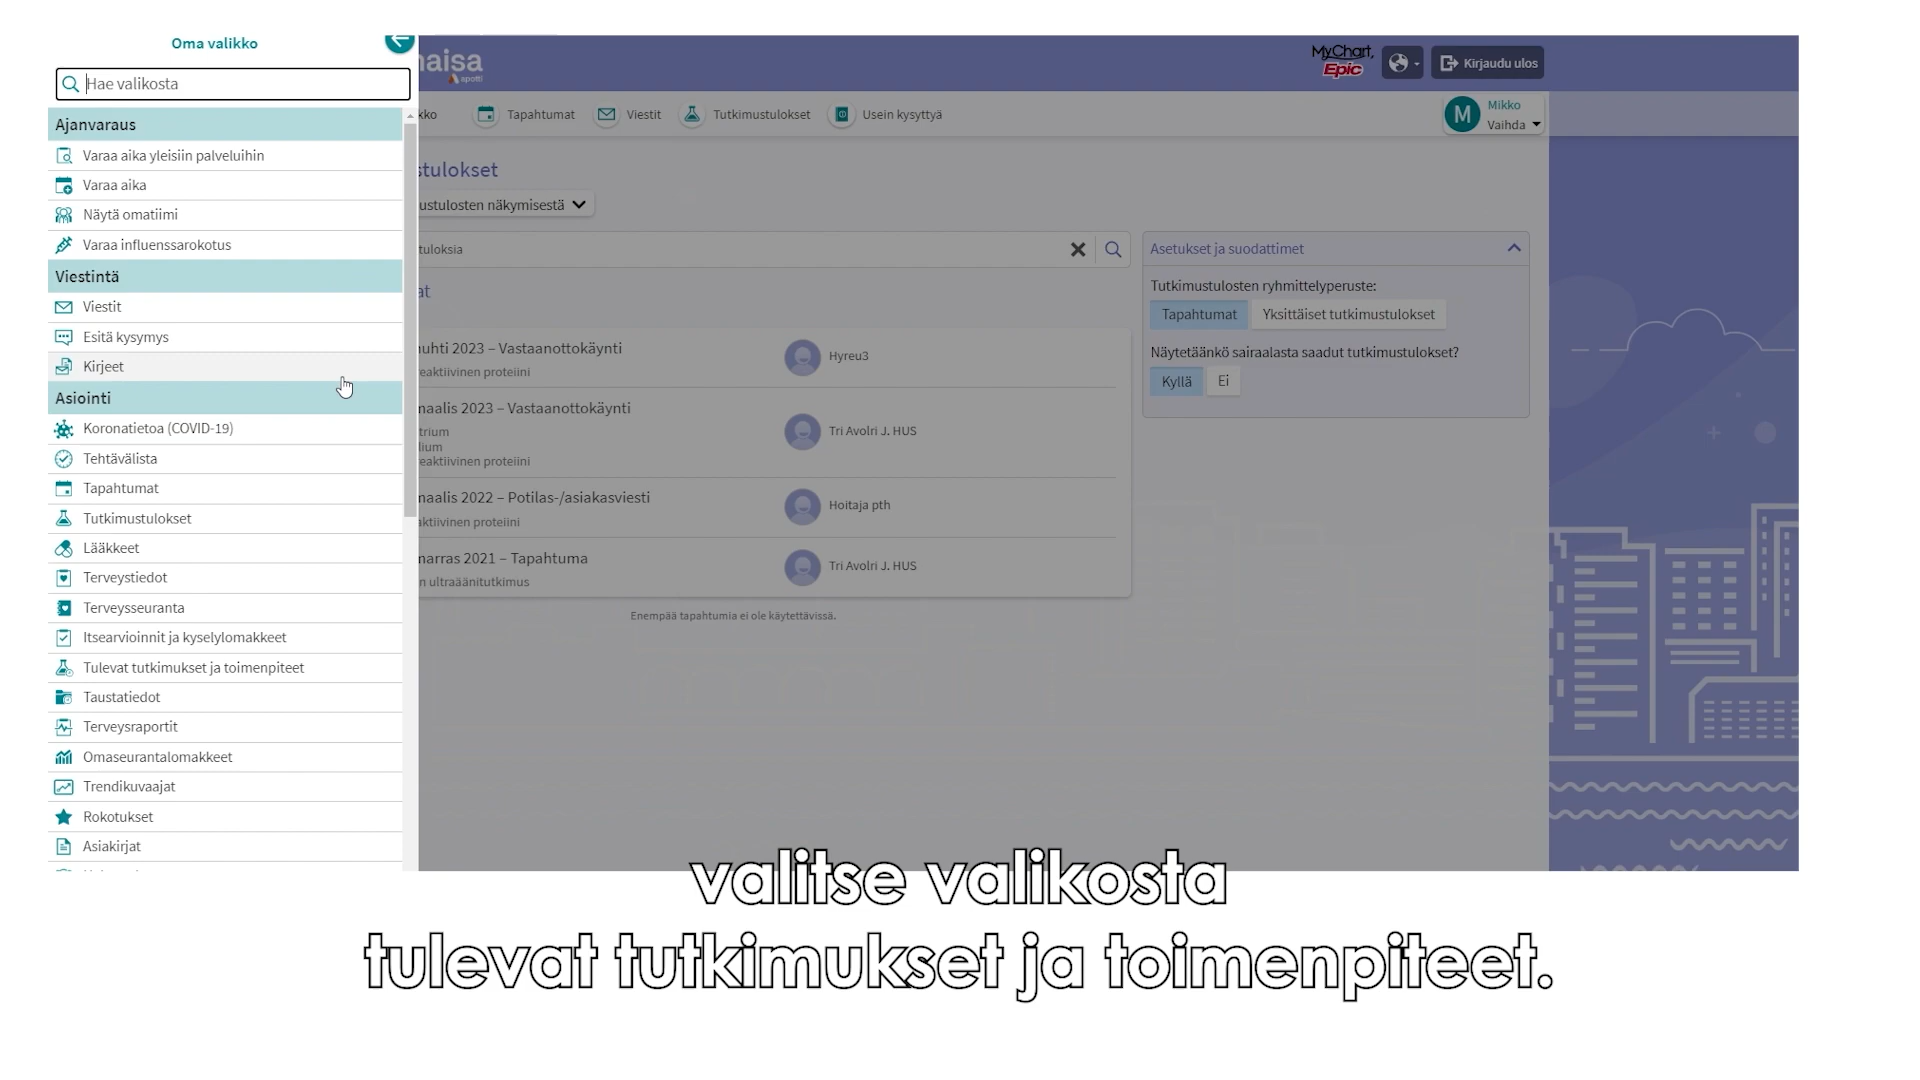 Oma valikko
Hae valikosta
Ajanvaraus
Varaa aika yleisiin palveluihin
Varaa aika
Näytä omatiimi
Varaa influenssarokotus
Viestintä
Viestit
Esitä kysymys
Kirjeet
Asiointi
Koronatietoa (COVID-19)
Tehtävälista
Tapahtumat
Tutkimustulokset
Lääkkeet
Terveystiedot
Terveysseuranta
Itsearvioinnit ja kyselylomakkeet
Tulevat tutkimukset ja toimenpiteet
Taustatiedot
Terveysraportit
Omaseurantalomakkeet
Trendikuvaajat
Rokotukset
Asiakirjat
aisa
apotti
MyChart
Epic
Kirjaudu ulos
kko
Tapahtumat
Viestit
Tutkimustulokset
Usein kysyttyä
M
Mikko
Vaihda
stulokset
ustulosten näkymisestä
tuloksia
at
uhti 2023 – Vastaanottokäynti
eaktiivinen proteiini
Hyreu3
maalis 2023 – Vastaanottokäynti
trium
lium
eaktiivinen proteiini
Tri Avolri J. HUS
maalis 2022 – Potilas-/asiakasviesti
aktiivinen proteiini
Hoitaja pth
marras 2021 – Tapahtuma
n ultraäänitutkimus
Tri Avolri J. HUS
Enempää tapahtumia ei ole käytettävissä.
Asetukset ja suodattimet
Tutkimustulosten ryhmittelyperuste:
Tapahtumat
Yksittäiset tutkimustulokset
Näytetäänkö sairaalasta saadut tutkimustulokset?
Kyllä
Ei
valitse valikosta
tulevat tutkimukset ja toimenpiteet.